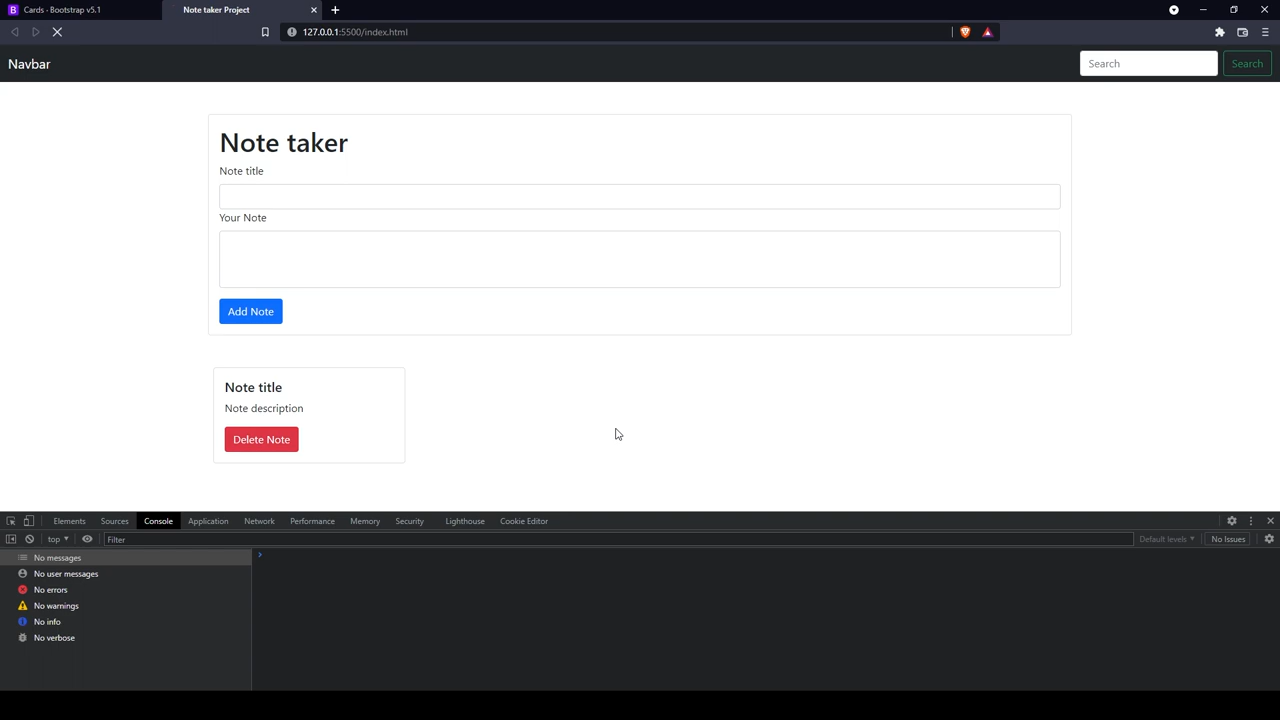 Cards · Bootstrap v5.1
Note taker Project
127.0.0.1:5500/index.html
Navbar
Search
Search
Note taker
Note title
Your Note
Add Note
Note title
Note description
Delete Note
Elements Sources Console Application Network Performance Memory Security Lighthouse Cookie Editor
top Filter Default levels No Issues
No messages
No user messages
No errors
No warnings
No info
No verbose